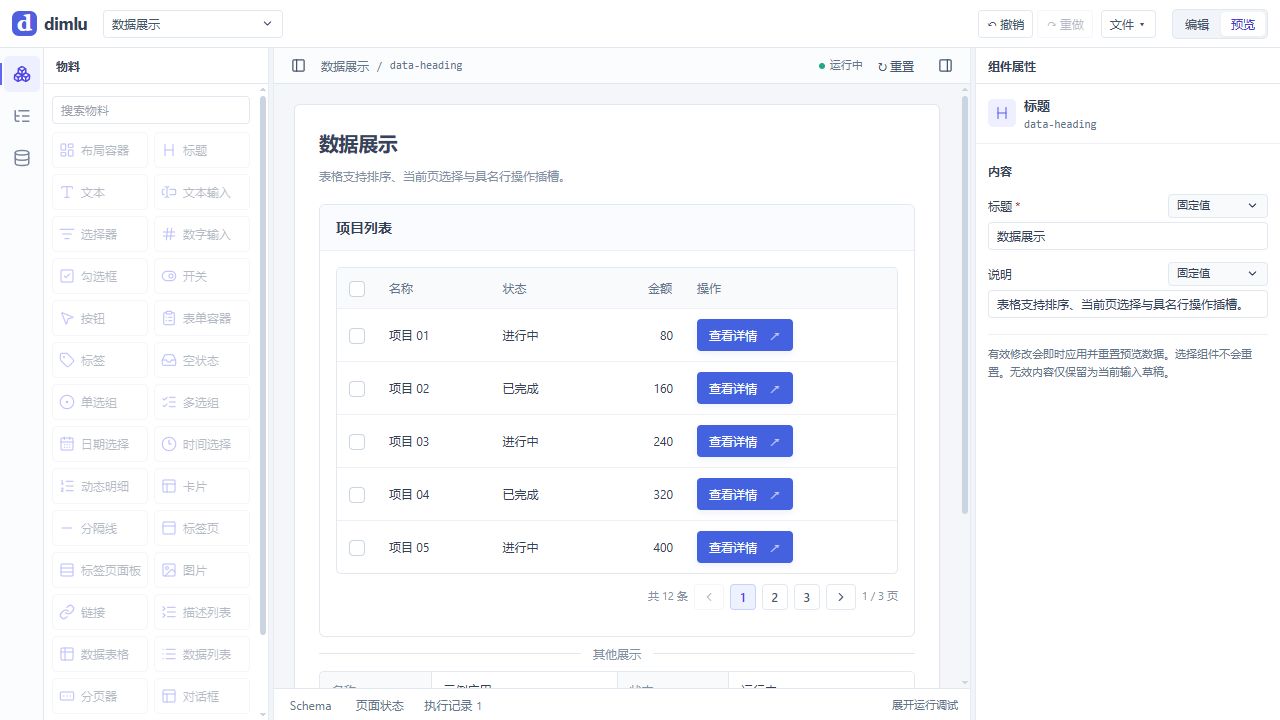 d dimlu 数据展示 撤销 重做 文件 编辑 预览
物料
搜索物料
布局容器 标题
文本 文本输入
选择器 数字输入
勾选框 开关
按钮 表单容器
标签 空状态
单选组 多选组
日期选择 时间选择
动态明细 卡片
分隔线 标签页
标签页面板 图片
链接 描述列表
数据表格 数据列表
分页器 对话框
数据展示 / data-heading 运行中 重置
数据展示
表格支持排序、当前页选择与具名行操作插槽。
项目列表
名称 状态 金额 操作
项目 01 进行中 80 查看详情
项目 02 已完成 160 查看详情
项目 03 进行中 240 查看详情
项目 04 已完成 320 查看详情
项目 05 进行中 400 查看详情
共 12 条 1 2 3 1 / 3 页
其他展示
Schema 页面状态 执行记录 1 展开运行调试
组件属性
H 标题
data-heading
内容
标题 * 固定值
数据展示
说明 固定值
表格支持排序、当前页选择与具名行操作插槽。
有效修改会即时应用并重置预览数据。选择组件不会重
置。无效内容仅保留为当前输入草稿。